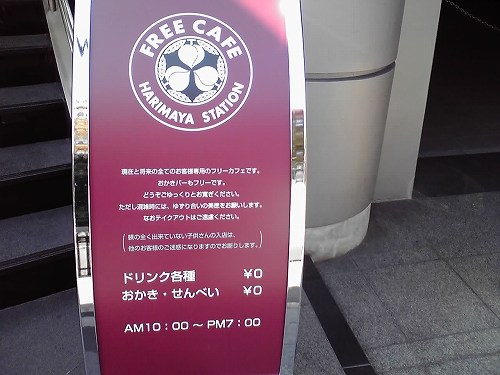 FREE CAFE
HARIMAYA STATION
現在と将来の全てのお客様専用のフリーカフェです。
おかきバーもフリーです。
どうぞごゆっくりとお寛ぎください。
ただし混雑時には、ゆずり合いの美徳をお願いします。
なおテイクアウトはご遠慮ください。
(躾の全く出来ていない子供さんの入店は、
他のお客様のご迷惑になりますのでお断りします。)
ドリンク各種 ¥0
おかき・せんべい ¥0
AM10:00~PM7:00